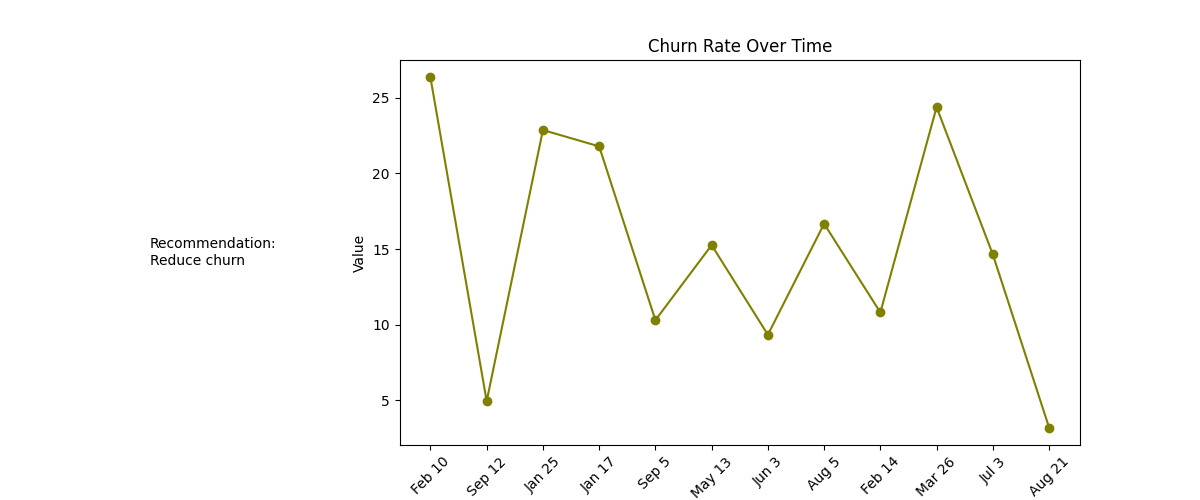 Churn Rate Over Time
Recommendation:
Reduce churn
Value
25
20
15
10
5
Feb 10
Sep 12
Jan 25
Jan 17
Sep 5
May 13
Jun 3
Aug 5
Feb 14
Mar 26
Jul 3
Aug 21